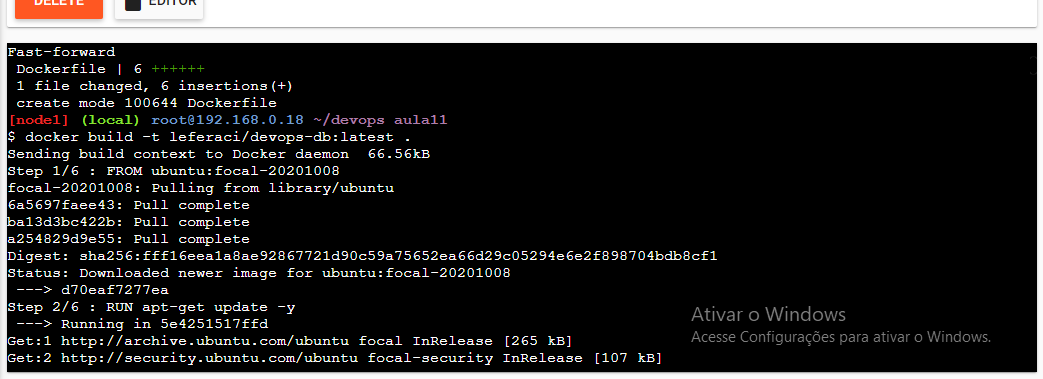 DELETE
EDITOR
Fast-forward
Dockerfile | 6 ++++++
1 file changed, 6 insertions(+)
create mode 100644 Dockerfile
[node1] (local) root@192.168.0.18 ~/devops aula11
$ docker build -t leferaci/devops-db:latest .
Sending build context to Docker daemon  66.56kB
Step 1/6 : FROM ubuntu:focal-20201008
focal-20201008: Pulling from library/ubuntu
6a5697faee43: Pull complete
ba13d3bc422b: Pull complete
a254829d9e55: Pull complete
Digest: sha256:fff16eea1a8ae92867721d90c59a75652ea66d29c05294e6e2f898704bdb8cf1
Status: Downloaded newer image for ubuntu:focal-20201008
---> d70eaf7277ea
Step 2/6 : RUN apt-get update -y
---> Running in 5e4251517ffd
Get:1 http://archive.ubuntu.com/ubuntu focal InRelease [265 kB]
Get:2 http://security.ubuntu.com/ubuntu focal-security InRelease [107 kB]
Ativar o Windows
Acesse Configurações para ativar o Windows.